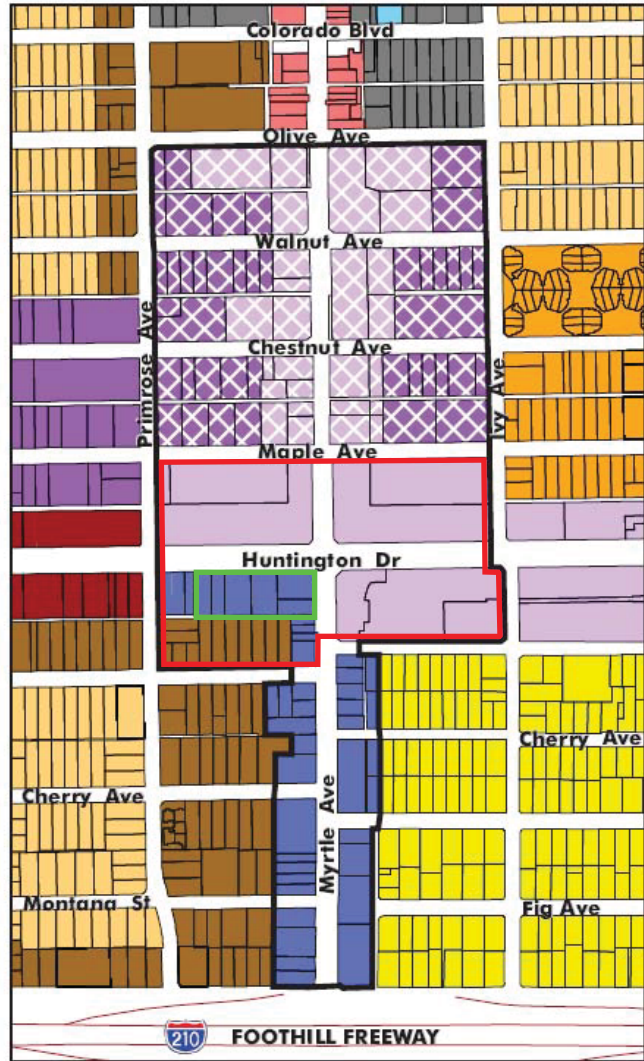 Colorado Blvd
Olive Ave
Walnut Ave
Primrose Ave
Chestnut Ave
Ivy Ave
Maple Ave
Huntington Dr
Cherry Ave
Cherry Ave
Myrtle Ave
Montana St
Fig Ave
210 FOOTHILL FREEWAY